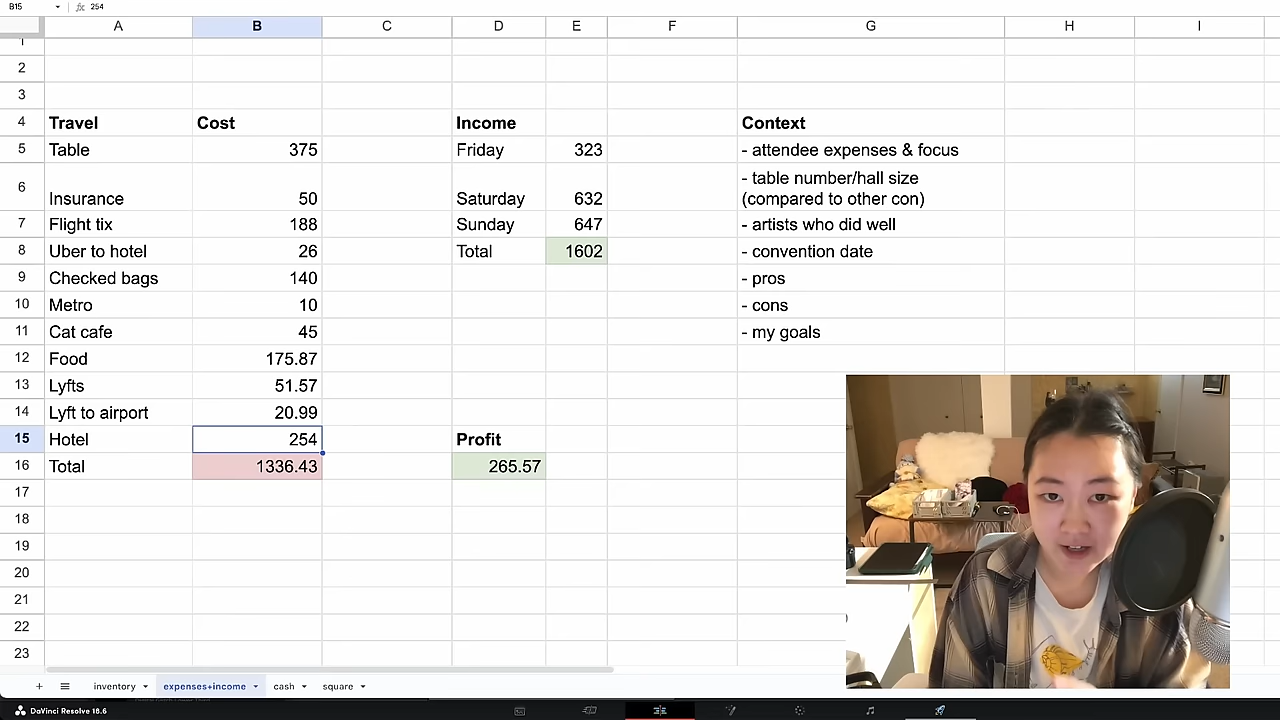 B15 fx 254
A B C D E F G H I
1
2
3
4 Travel Cost Income Context
5 Table 375 Friday 323 - attendee expenses & focus
- table number/hall size
6 Insurance 50 Saturday 632 (compared to other con)
7 Flight tix 188 Sunday 647 - artists who did well
8 Uber to hotel 26 Total 1602 - convention date
9 Checked bags 140 - pros
10 Metro 10 - cons
11 Cat cafe 45 - my goals
12 Food 175.87
13 Lyfts 51.57
14 Lyft to airport 20.99
15 Hotel 254 Profit
16 Total 1336.43 265.57
17
18
19
20
21
22
23
inventory expenses+income cash square
DaVinci Resolve 18.6